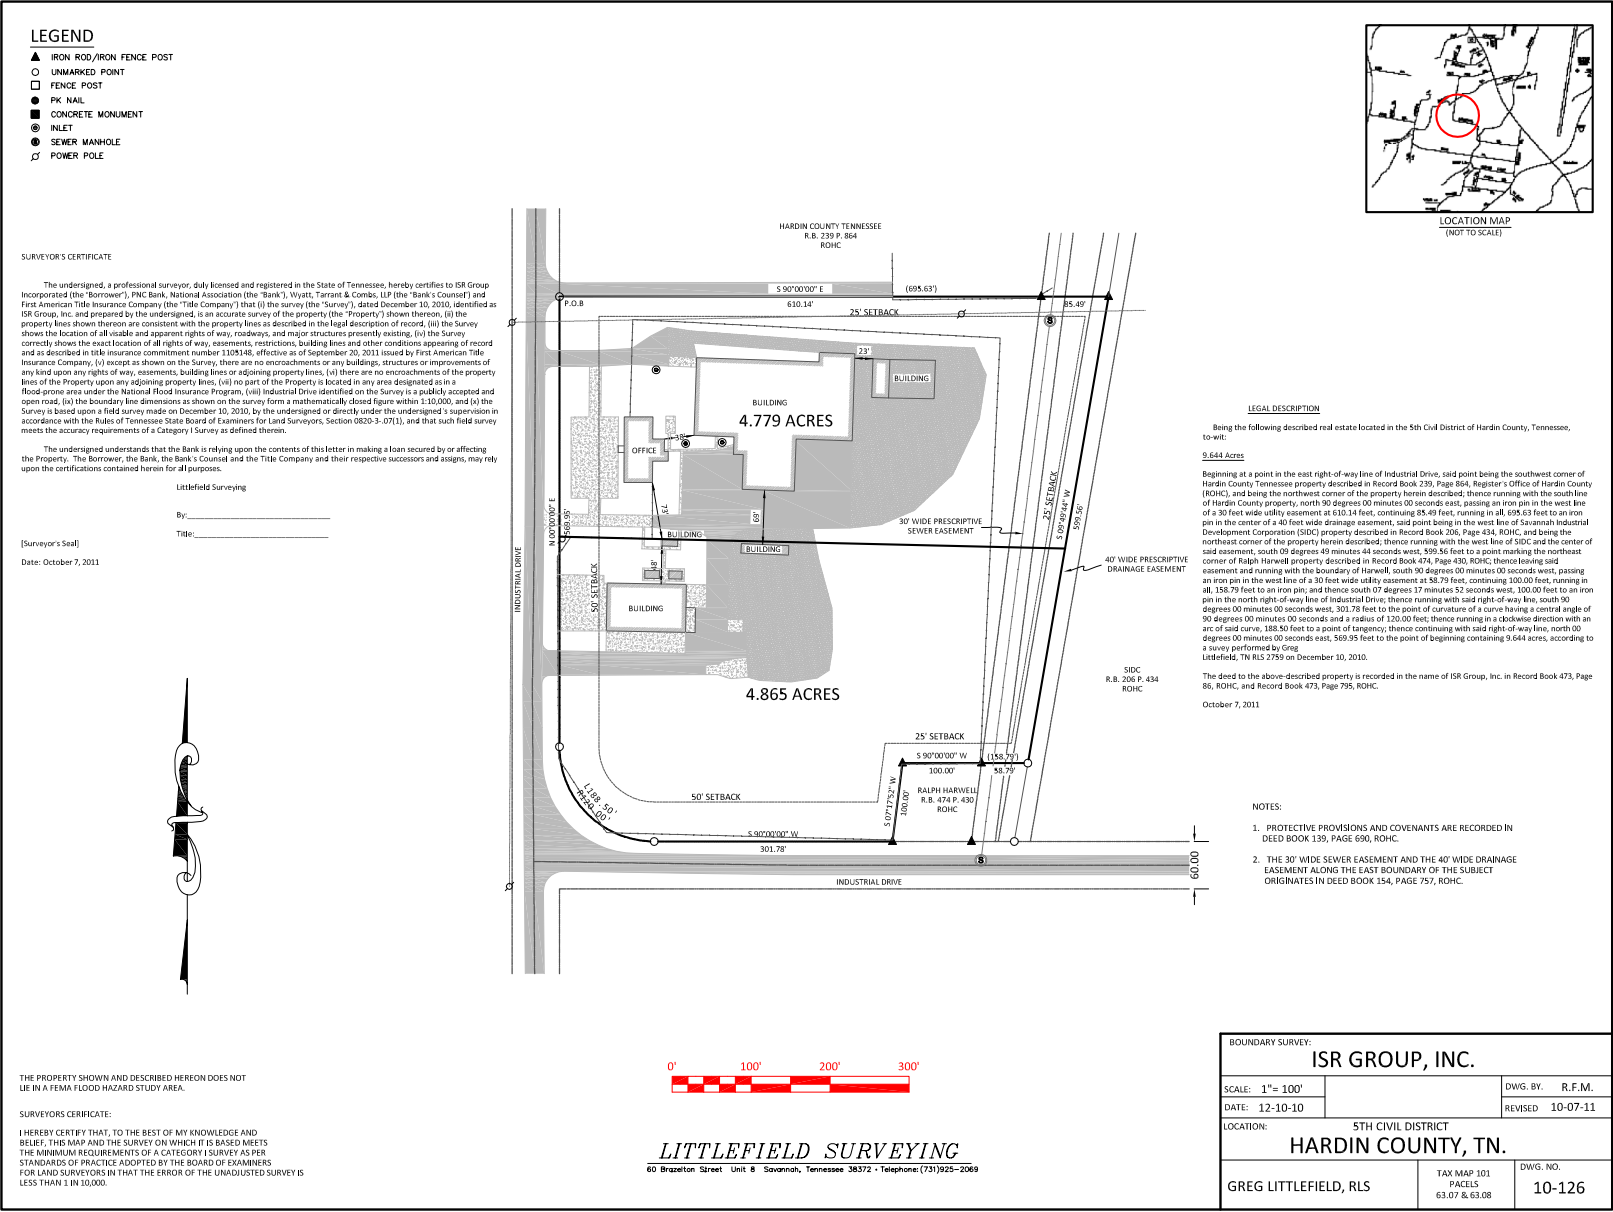 LEGEND
IRON ROD/IRON FENCE POST
UNMARKED POINT
FENCE POST
PK NAIL
CONCRETE MONUMENT
INLET
SEWER MANHOLE
POWER POLE
LOCATION MAP
(NOT TO SCALE)
SURVEYOR'S CERTIFICATE
The undersigned, a professional surveyor, duly licensed and registered in the State of Tennessee, hereby certifies to ISR Group
Incorporated (the "Borrower"), PNC Bank, National Association (the "Bank"), Wyatt, Tarrant & Combs, LLP (the "Bank's Counsel") and
First American Title Insurance Company (the "Title Company") that (i) the survey (the "Survey"), dated December 10, 2010, identified as
ISR Group, Inc. and prepared by the undersigned, is an accurate survey of the property (the "Property") shown thereon, (ii) the
property lines shown thereon are consistent with the property lines as described in the legal description of record, (iii) the Survey
shows the location of all visable and apparent rights of way, roadways, and major structures presently existing, (iv) the Survey
correctly shows the exact location of all rights of way, easements, restrictions, building lines and other conditions appearing of record
and as described in title insurance commitment number 1105148, effective as of September 20, 2011 issued by First American Title
Insurance Company, (v) except as shown on the Survey, there are no encroachments or any buildings, structures or improvements of
any kind upon any rights of way, easements, building lines or adjoining property lines, (vi) there are no encroachments of the property
lines of the Property upon any adjoining property lines, (vii) no part of the Property is located in any area designated as in a
flood-prone area under the National Flood Insurance Program, (viii) Industrial Drive identified on the Survey is a publicly accepted and
open road, (ix) the boundary line dimensions as shown on the survey form a mathematically closed figure within 1:10,000, and (x) the
Survey is based upon a field survey made on December 10, 2010, by the undersigned or directly under the undersigned's supervision in
accordance with the Rules of Tennessee State Board of Examiners for Land Surveyors, Section 0820-3-.07(1), and that such field survey
meets the accuracy requirements of a Category I Survey as defined therein.
The undersigned understands that the Bank is relying upon the contents of this letter in making a loan secured by or affecting
the Property. The Borrower, the Bank, the Bank's Counsel and the Title Company and their respective successors and assigns, may rely
upon the certifications contained herein for all purposes.
Littlefield Surveying
By:
Title:
[Surveyor's Seal]
Date: October 7, 2011
HARDIN COUNTY TENNESSEE
R.B. 239 P. 864
ROHC
S 90°00'00" E
(695.63')
P.O.B
610.14'
85.49'
25' SETBACK
23'
BUILDING
BUILDING
4.779 ACRES
38'
OFFICE
73'
69'
N 00°00'00" E
569.95'
30' WIDE PRESCRIPTIVE
SEWER EASEMENT
25' SETBACK
S 09°49'44" W
599.56'
BUILDING
BUILDING
INDUSTRIAL DRIVE
50' SETBACK
48'
BUILDING
40' WIDE PRESCRIPTIVE
DRAINAGE EASEMENT
SIDC
R.B. 206 P. 434
ROHC
4.865 ACRES
25' SETBACK
S 90°00'00" W
(158.79')
100.00'
58.79'
L188.50'
R120.00'
50' SETBACK
S 07°17'52" W
100.00'
RALPH HARWELL
R.B. 474 P. 430
ROHC
S 90°00'00" W
301.78'
INDUSTRIAL DRIVE
60.00
LEGAL DESCRIPTION
Being the following described real estate located in the 5th Civil District of Hardin County, Tennessee,
to-wit:
9.644 Acres
Beginning at a point in the east right-of-way line of Industrial Drive, said point being the southwest corner of
Hardin County Tennessee property described in Record Book 239, Page 864, Register's Office of Hardin County
(ROHC), and being the northwest corner of the property herein described; thence running with the south line
of Hardin County property, north 90 degrees 00 minutes 00 seconds east, passing an iron pin in the west line
of a 30 feet wide utility easement at 610.14 feet, continuing 85.49 feet, running in all, 695.63 feet to an iron
pin in the center of a 40 feet wide drainage easement, said point being in the west line of Savannah Industrial
Development Corporation (SIDC) property described in Record Book 206, Page 434, ROHC, and being the
northeast corner of the property herein described; thence running with the west line of SIDC and the center of
said easement, south 09 degrees 49 minutes 44 seconds west, 599.56 feet to a point marking the northeast
corner of Ralph Harwell property described in Record Book 474, Page 430, ROHC; thence leaving said
easement and running with the boundary of Harwell, south 90 degrees 00 minutes 00 seconds west, passing
an iron pin in the west line of a 30 feet wide utility easement at 58.79 feet, continuing 100.00 feet, running in
all, 158.79 feet to an iron pin; and thence south 07 degrees 17 minutes 52 seconds west, 100.00 feet to an iron
pin in the north right-of-way line of Industrial Drive; thence running with said right-of-way line, south 90
degrees 00 minutes 00 seconds west, 301.78 feet to the point of curvature of a curve having a central angle of
90 degrees 00 minutes 00 seconds and a radius of 120.00 feet; thence running in a clockwise direction with an
arc of said curve, 188.50 feet to a point of tangency; thence continuing with said right-of-way line, north 00
degrees 00 minutes 00 seconds east, 569.95 feet to the point of beginning containing 9.644 acres, according to
a suvey performed by Greg
Littlefield, TN RLS 2759 on December 10, 2010.
The deed to the above-described property is recorded in the name of ISR Group, Inc. in Record Book 473, Page
86, ROHC, and Record Book 473, Page 795, ROHC.
October 7, 2011
NOTES:
1. PROTECTIVE PROVISIONS AND COVENANTS ARE RECORDED IN
DEED BOOK 139, PAGE 690, ROHC.
2. THE 30' WIDE SEWER EASEMENT AND THE 40' WIDE DRAINAGE
EASEMENT ALONG THE EAST BOUNDARY OF THE SUBJECT
ORIGINATES IN DEED BOOK 154, PAGE 757, ROHC.
THE PROPERTY SHOWN AND DESCRIBED HEREON DOES NOT
LIE IN A FEMA FLOOD HAZARD STUDY AREA.
SURVEYORS CERIFICATE:
I HEREBY CERTIFY THAT, TO THE BEST OF MY KNOWLEDGE AND
BELIEF, THIS MAP AND THE SURVEY ON WHICH IT IS BASED MEETS
THE MINIMUM REQUIREMENTS OF A CATEGORY I SURVEY AS PER
STANDARDS OF PRACTICE ADOPTED BY THE BOARD OF EXAMINERS
FOR LAND SURVEYORS IN THAT THE ERROR OF THE UNADJUSTED SURVEY IS
LESS THAN 1 IN 10,000.
0' 100' 200' 300'
LITTLEFIELD SURVEYING
60 Brazelton Street Unit 8 Savannah, Tennessee 38372 • Telephone: (731)925-2069
BOUNDARY SURVEY:
ISR GROUP, INC.
SCALE: 1"= 100'
DWG. BY. R.F.M.
DATE: 12-10-10
REVISED 10-07-11
LOCATION:
5TH CIVIL DISTRICT
HARDIN COUNTY, TN.
GREG LITTLEFIELD, RLS
TAX MAP 101
PACELS
63.07 & 63.08
DWG. NO.
10-126